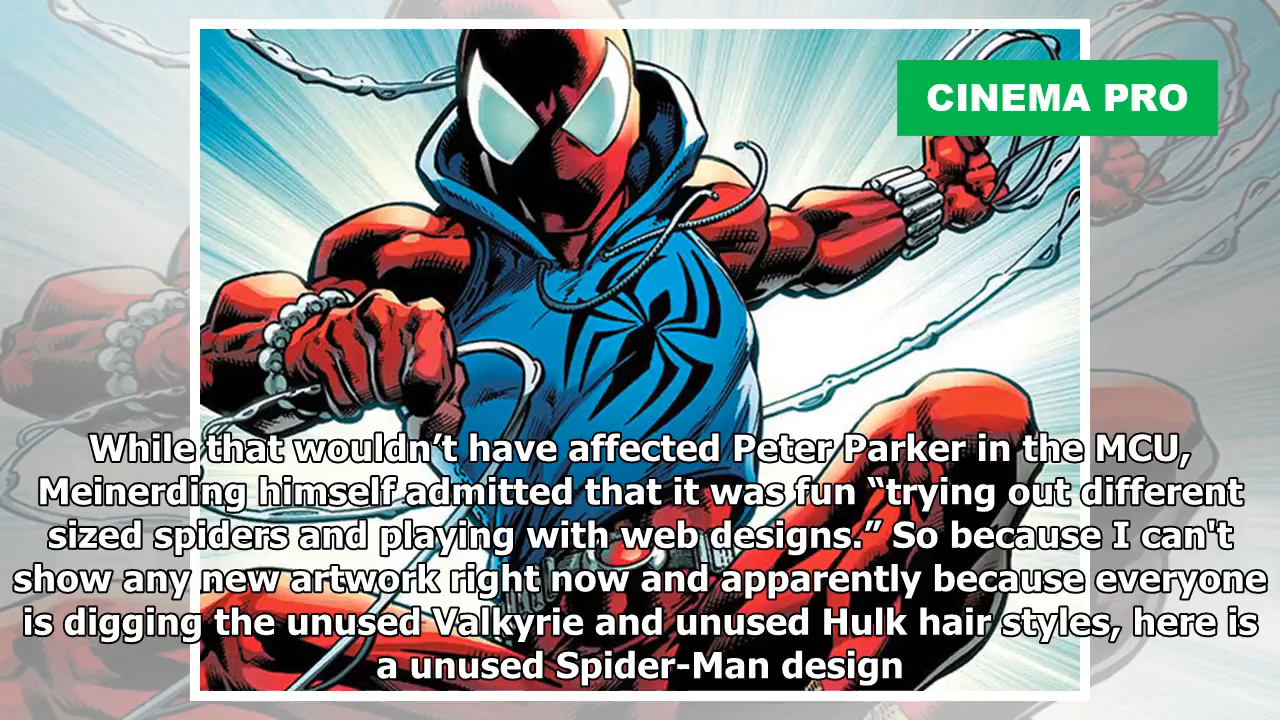 CINEMA PRO
While that wouldn’t have affected Peter Parker in the MCU,
Meinerding himself admitted that it was fun “trying out different
sized spiders and playing with web designs.” So because I can't
show any new artwork right now and apparently because everyone
is digging the unused Valkyrie and unused Hulk hair styles, here is
a unused Spider-Man design